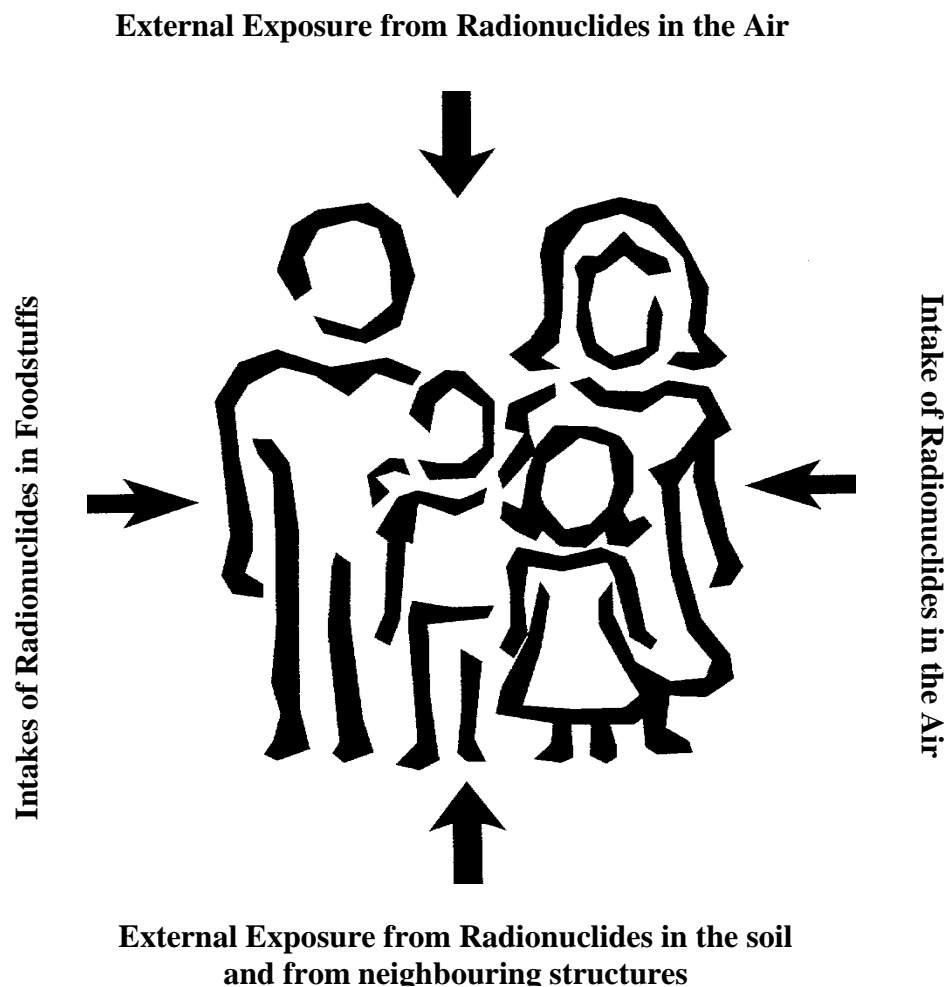 External Exposure from Radionuclides in the Air
Intakes of Radionuclides in Foodstuffs
Intake of Radionuclides in the Air
External Exposure from Radionuclides in the soil
and from neighbouring structures